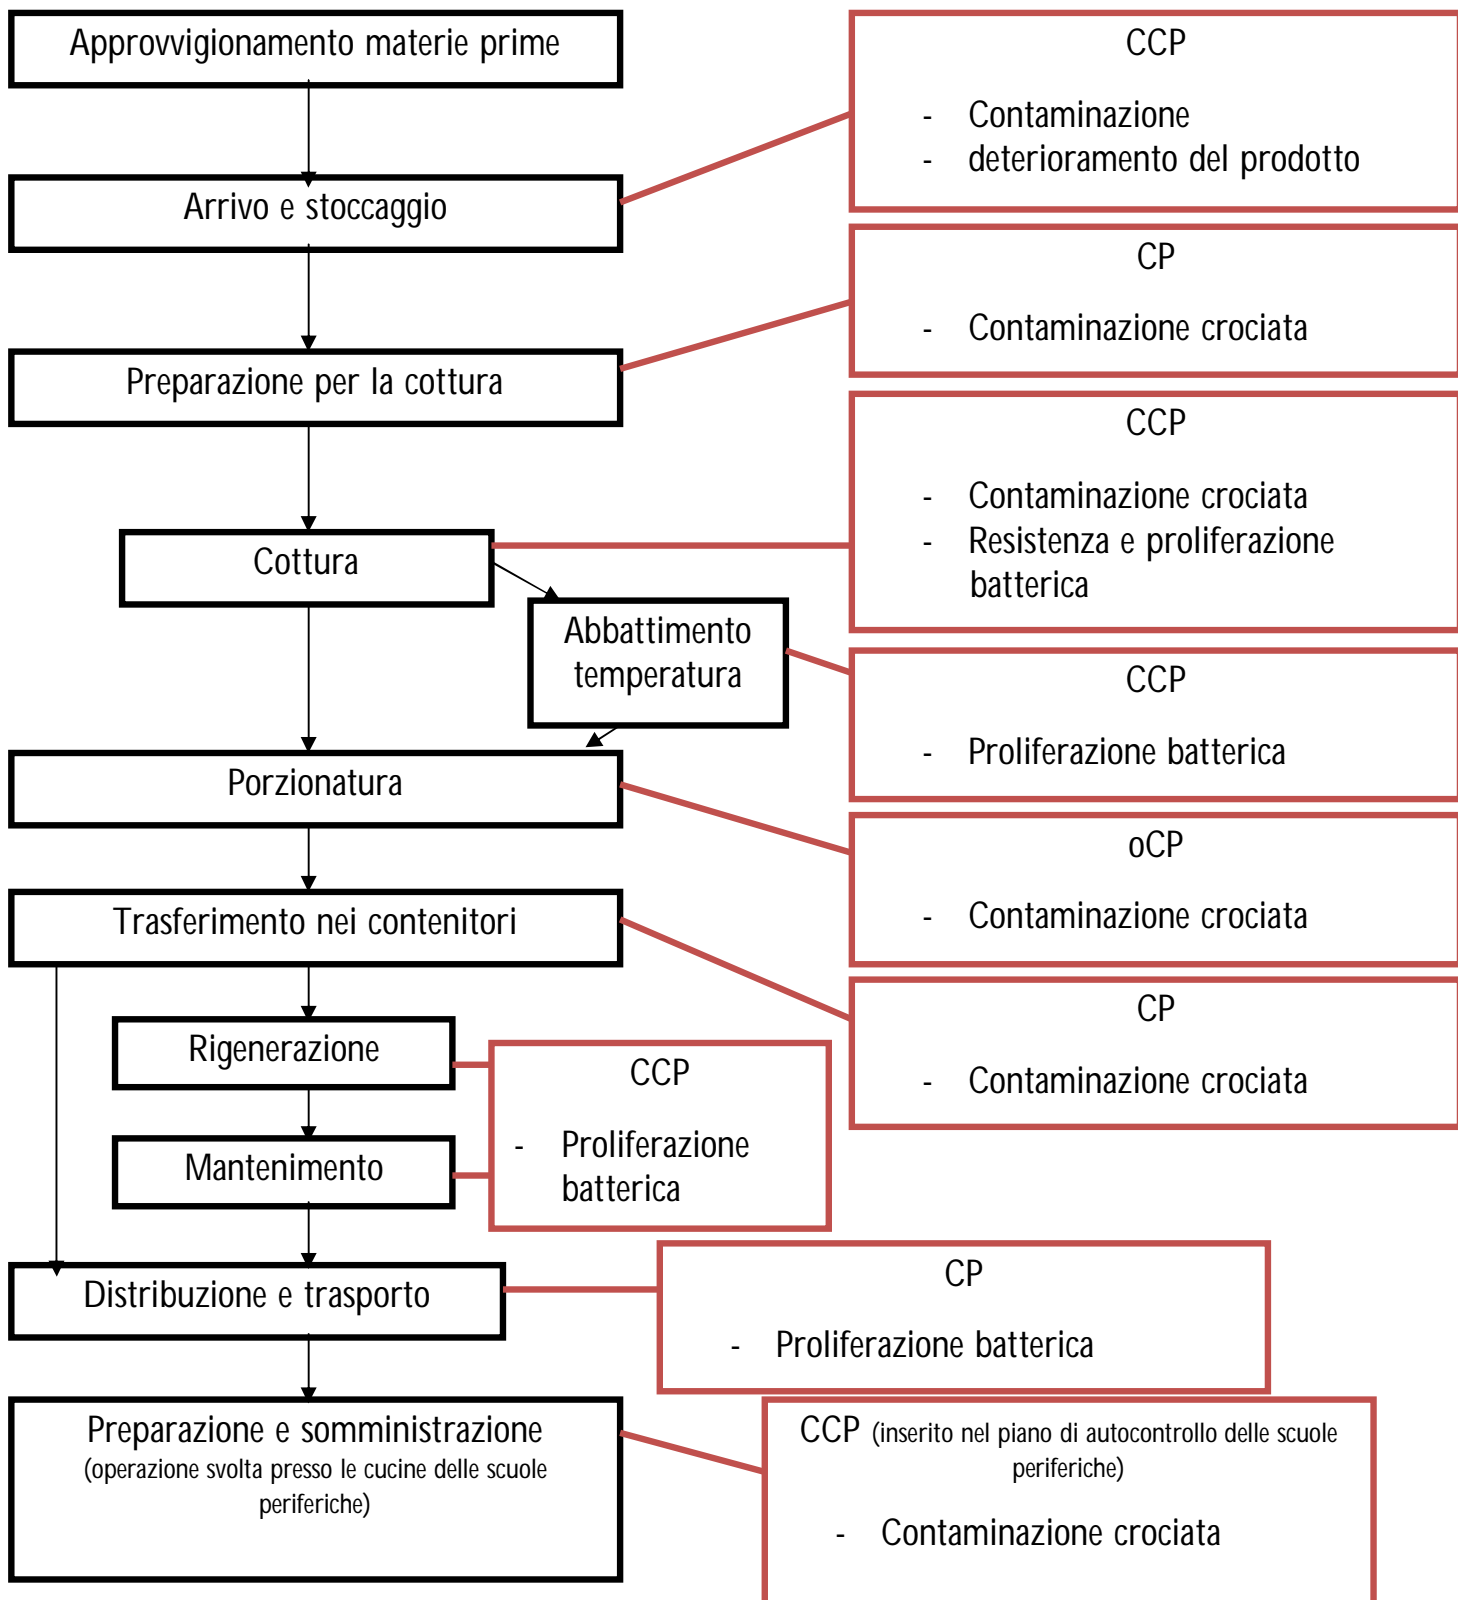 Approvvigionamento materie prime
CCP
- Contaminazione
- deterioramento del prodotto
Arrivo e stoccaggio
CP
- Contaminazione crociata
Preparazione per la cottura
CCP
- Contaminazione crociata
- Resistenza e proliferazione
batterica
Cottura
Abbattimento
temperatura
CCP
- Proliferazione batterica
Porzionatura
oCP
- Contaminazione crociata
Trasferimento nei contenitori
CP
- Contaminazione crociata
Rigenerazione
CCP
- Proliferazione
batterica
Mantenimento
Distribuzione e trasporto
CP
- Proliferazione batterica
Preparazione e somministrazione
(operazione svolta presso le cucine delle scuole
periferiche)
CCP (inserito nel piano di autocontrollo delle scuole
periferiche)
- Contaminazione crociata